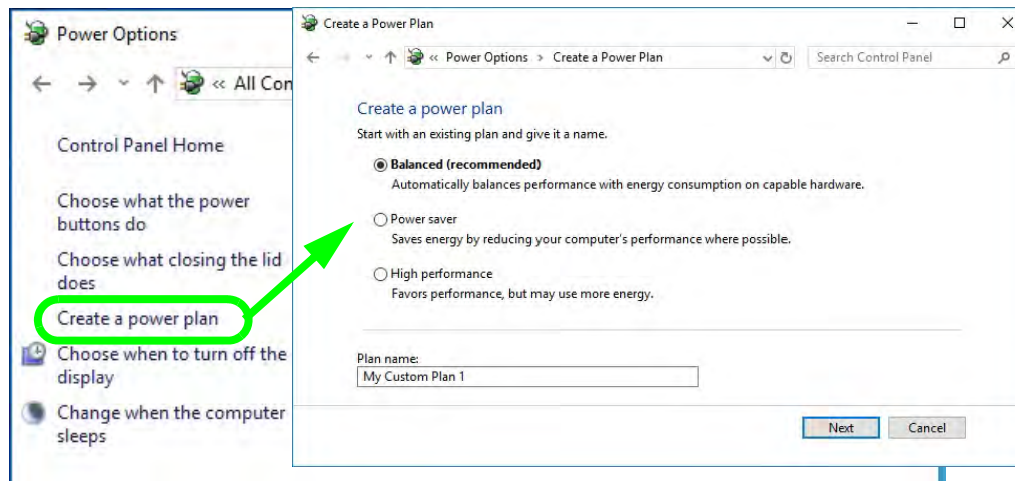 Power Options
« All Con
Control Panel Home
Choose what the power
buttons do
Choose what closing the lid
does
Create a power plan
Choose when to turn off the
display
Change when the computer
sleeps
Create a Power Plan
« Power Options > Create a Power Plan
Search Control Panel
Create a power plan
Start with an existing plan and give it a name.
Balanced (recommended)
Automatically balances performance with energy consumption on capable hardware.
Power saver
Saves energy by reducing your computer's performance where possible.
High performance
Favors performance, but may use more energy.
Plan name:
My Custom Plan 1
Next
Cancel